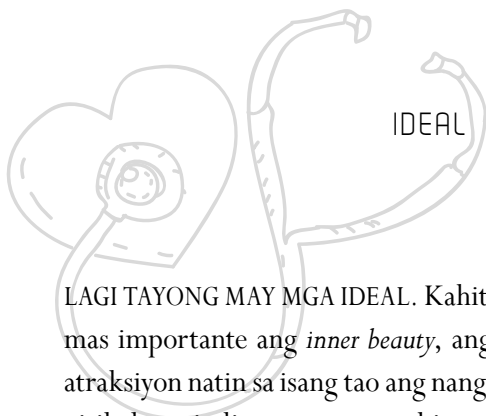 IDEAL
LAGI TAYONG MAY MGA IDEAL. Kahit
mas importante ang inner beauty, ang
atraksiyon natin sa isang tao ang nang